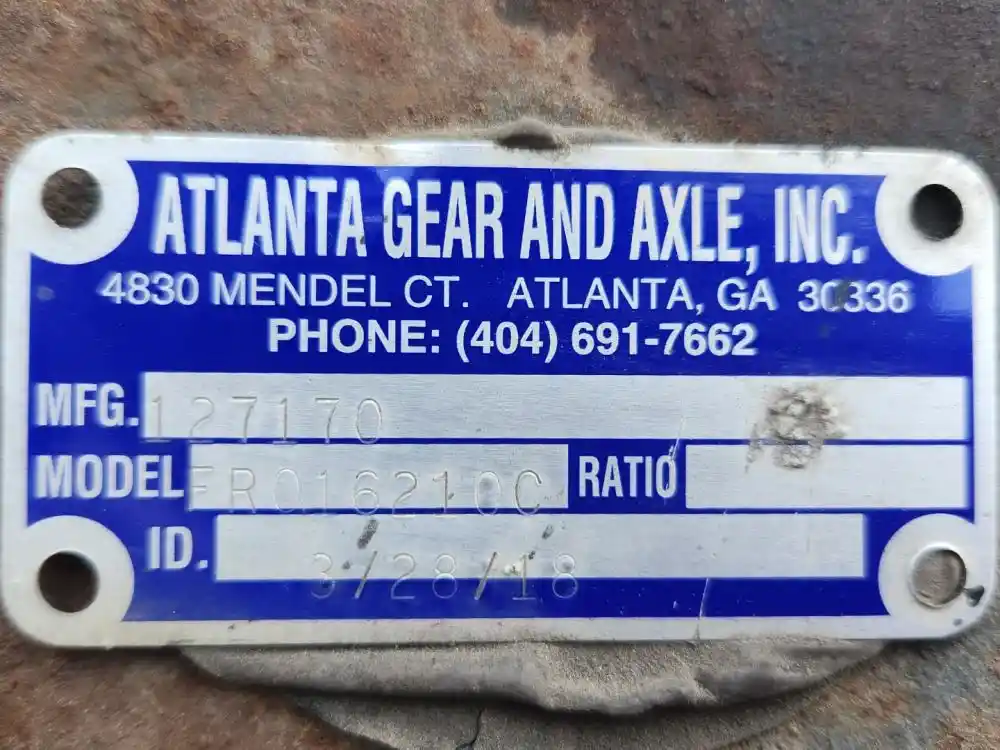 ATLANTA GEAR AND AXLE, INC.
4830 MENDEL CT. ATLANTA, GA 30336
PHONE: (404) 691-7662
MFG. 127170
MODEL FRO16210C RATIO
ID. 3/28/18